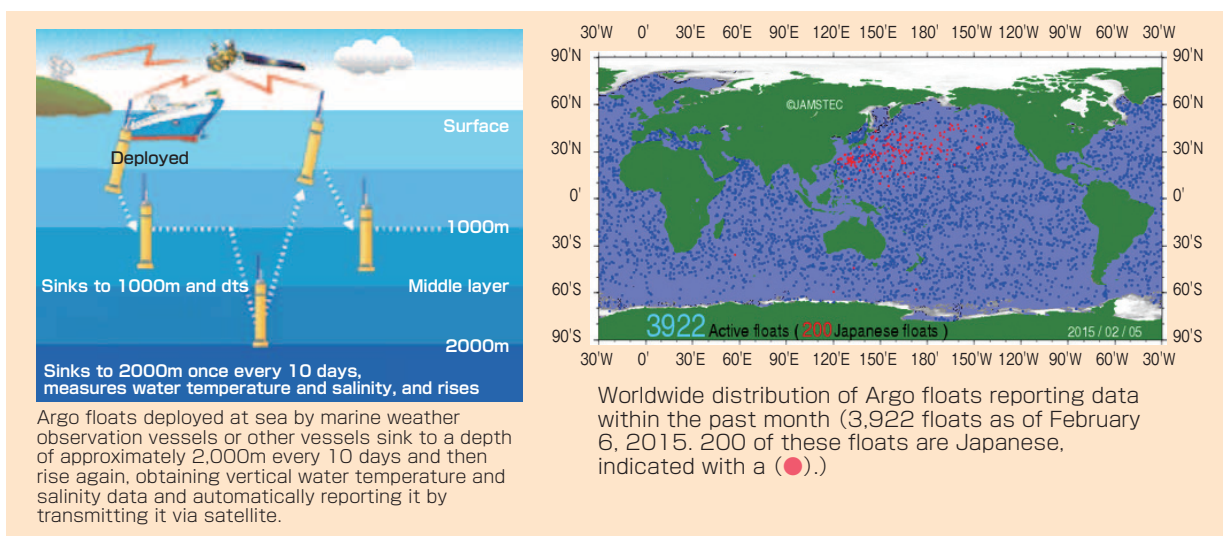 Surface
Deployed
1000m
Sinks to 1000m and dts
Middle layer
2000m
Sinks to 2000m once every 10 days,
measures water temperature and salinity, and rises
Argo floats deployed at sea by marine weather
observation vessels or other vessels sink to a depth
of approximately 2,000m every 10 days and then
rise again, obtaining vertical water temperature and
salinity data and automatically reporting it by
transmitting it via satellite.
30'W 0' 30'E 60'E 90'E 120'E 150'E 180' 150'W 120'W 90'W 60'W 30'W
90'N 90'N
60'N 60'N
©JAMSTEC
30'N 30'N
0' 0'
30'S 30'S
60'S 60'S
3922 Active floats ( 200 Japanese floats ) 2015 / 02 / 05
90'S 90'S
30'W 0' 30'E 60'E 90'E 120'E 150'E 180' 150'W 120'W 90'W 60'W 30'W
Worldwide distribution of Argo floats reporting data
within the past month (3,922 floats as of February
6, 2015. 200 of these floats are Japanese,
indicated with a (●).)